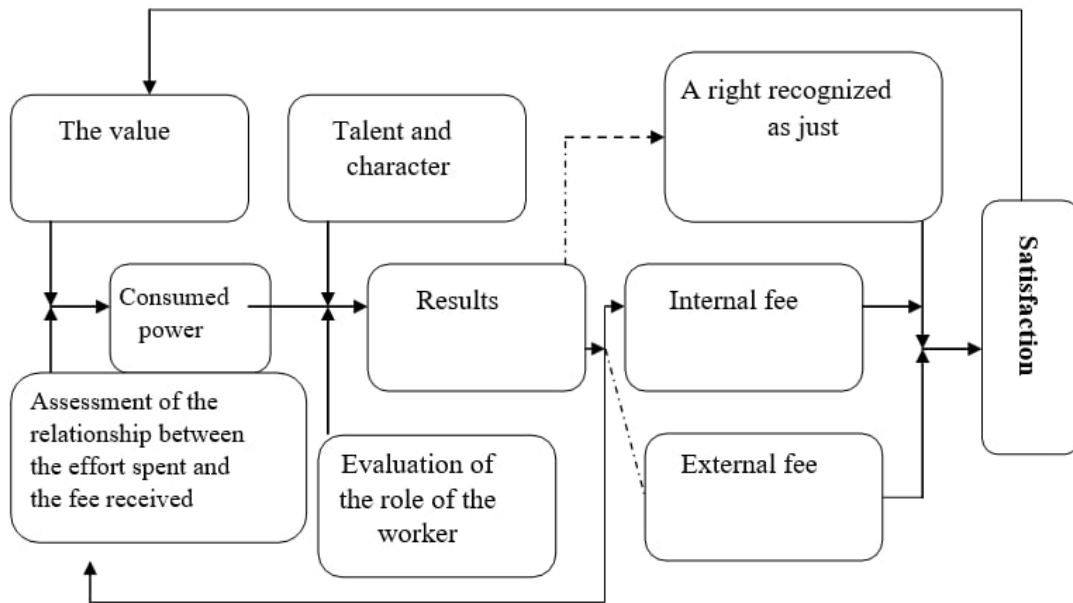 The value
Talent and
character
A right recognized
as just
Consumed
power
Results
Internal fee
Satisfaction
Assessment of the
relationship between
the effort spent and
the fee received
Evaluation of
the role of the
worker
External fee